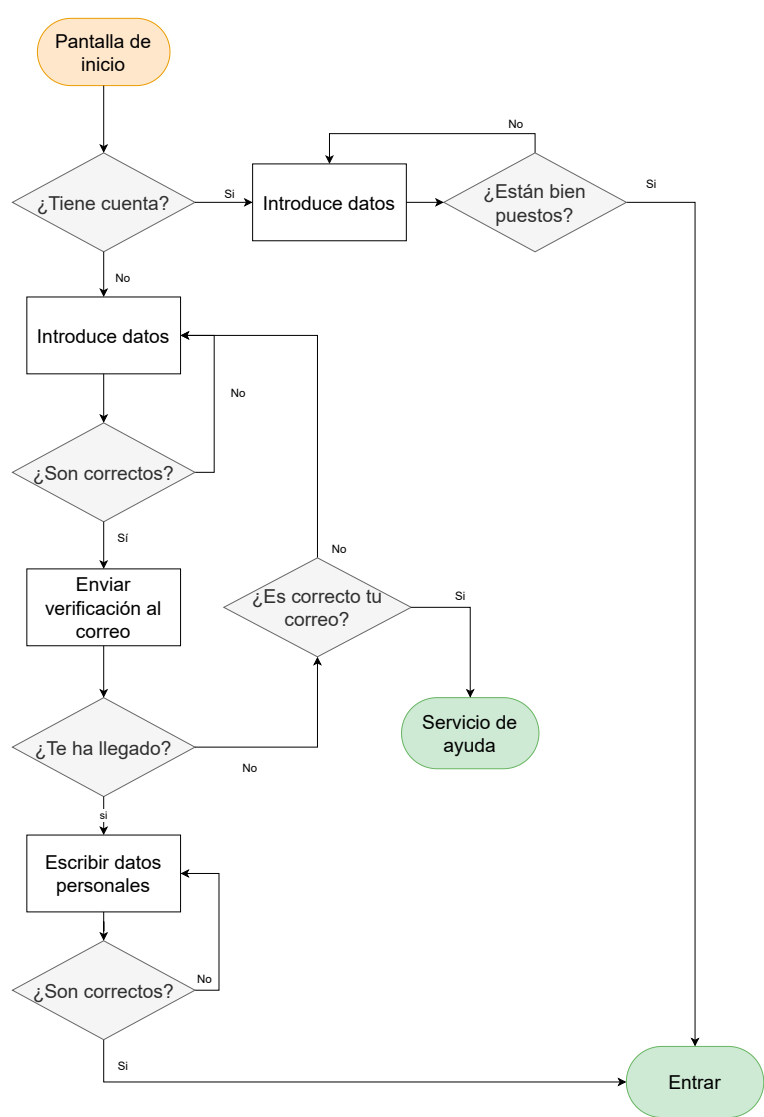 Pantalla de
inicio
No
¿Tiene cuenta?
Si
Introduce datos
¿Están bien
puestos?
Si
No
Introduce datos
No
¿Son correctos?
Sí
No
Enviar
verificación al
correo
¿Es correcto tu
correo?
Si
¿Te ha llegado?
No
Servicio de
ayuda
si
Escribir datos
personales
¿Son correctos?
No
Si
Entrar